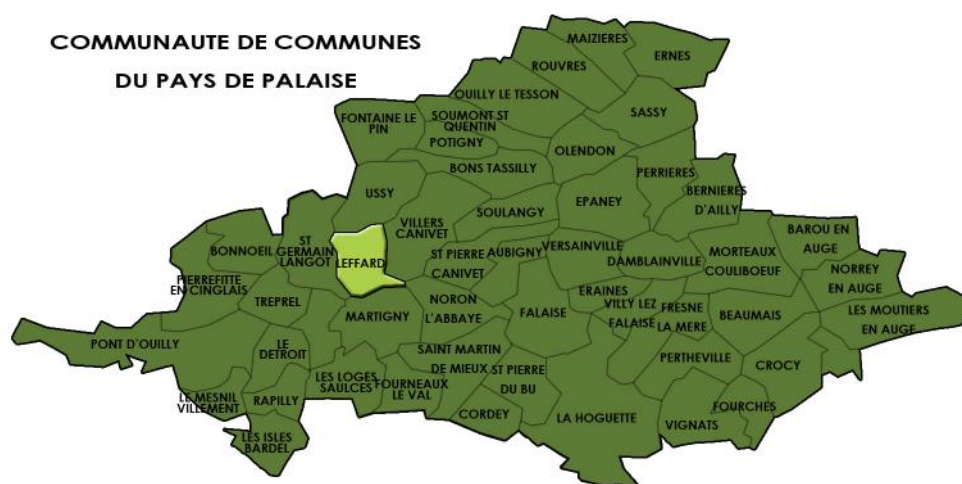 COMMUNAUTE DE COMMUNES
DU PAYS DE PALAISE
MAIZIERES
ROUVRES
ERNES
OUILLY LE TESSON
FONTAINE LE
PIN
SOUMONT ST
QUENTIN
SASSY
POTIGNY
OLENDON
BONS TASSILLY
PERRIERES
USSY
BERNIERES
D'AILLY
EPANEY
SOULANGY
VILLERS
CANIVET
BAROU EN
AUGE
BONNOEIL
ST
GERMAIN
LANGOT
LEFFARD
ST PIERRE
CANIVET
AUBIGNY
VERSAINVILLE
DAMBLAINVILLE
MORTEAUX
COULIBOEUF
NORREY
EN AUGE
PIERREFITTE
EN CINGLAIS
TREPREL
MARTIGNY
NORON
L'ABBAYE
FALAISE
ERAINES
VILLY LEZ
FALAISE
FRESNE
LA MERE
BEAUMAIS
LES MOUTIERS
EN AUGE
PONT D'OUILLY
LE
DETROIT
SAINT MARTIN
DE MIEUX
ST PIERRE
DU BU
PERTHEVILLE
CROCY
LES LOGES
SAULCES
FOURNEAUX
LE VAL
LE MESNIL
VILLEMENT
RAPILLY
CORDEY
LA HOGUETTE
FOURCHES
VIGNATS
LES ISLES
BARDEL